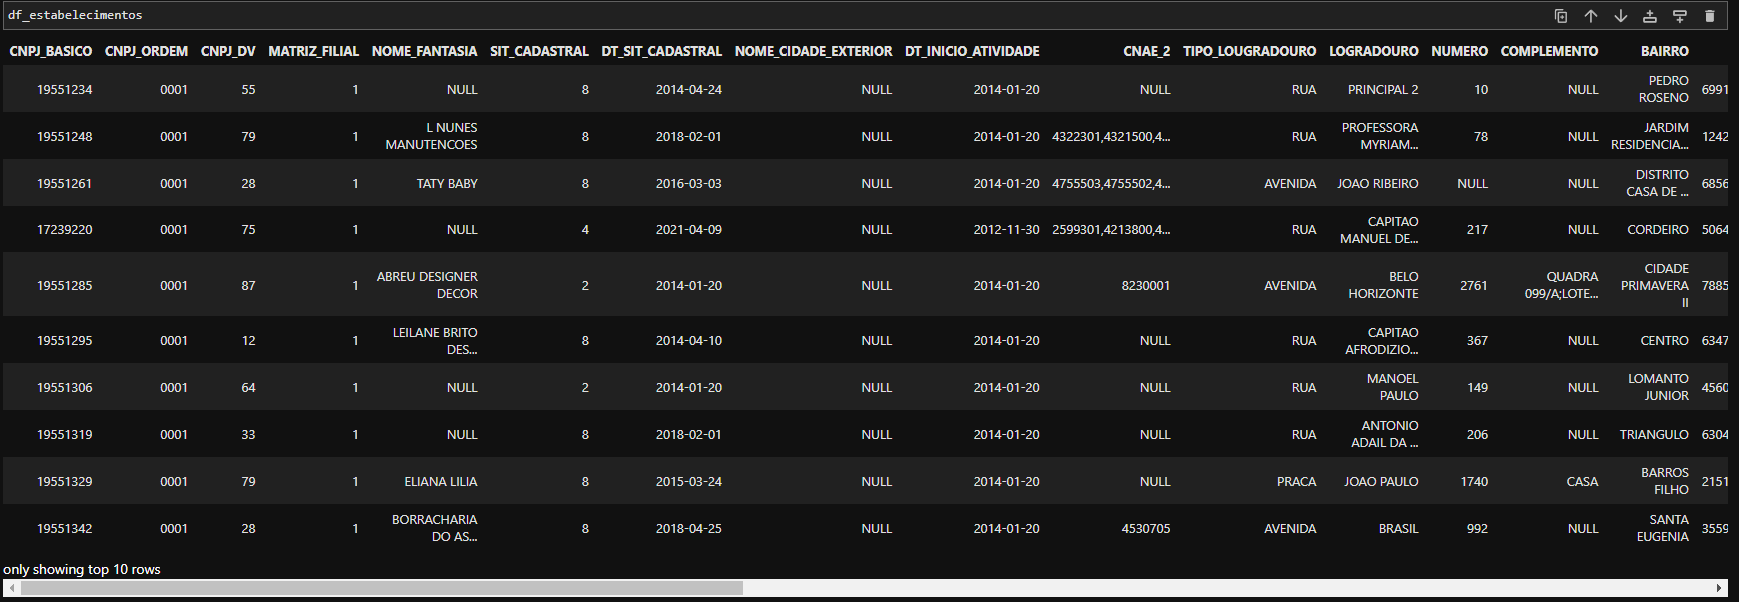 df_estabelecimentos
CNPJ_BASICO CNPJ_ORDEM CNPJ_DV MATRIZ_FILIAL NOME_FANTASIA SIT_CADASTRAL DT_SIT_CADASTRAL NOME_CIDADE_EXTERIOR DT_INICIO_ATIVIDADE CNAE_2 TIPO_LOUGRADOURO LOGRADOURO NUMERO COMPLEMENTO BAIRRO
19551234 0001 55 1 NULL 8 2014-04-24 NULL 2014-01-20 NULL RUA PRINCIPAL 2 10 NULL PEDRO ROSENO 6991
19551248 0001 79 1 L NUNES MANUTENCOES 8 2018-02-01 NULL 2014-01-20 4322301,4321500,4... RUA PROFESSORA MYRIAM... 78 NULL JARDIM RESIDENCIA... 1242
19551261 0001 28 1 TATY BABY 8 2016-03-03 NULL 2014-01-20 4755503,4755502,4... AVENIDA JOAO RIBEIRO NULL NULL DISTRITO CASA DE ... 6856
17239220 0001 75 1 NULL 4 2021-04-09 NULL 2012-11-30 2599301,4213800,4... RUA CAPITAO MANUEL DE... 217 NULL CORDEIRO 5064
19551285 0001 87 1 ABREU DESIGNER DECOR 2 2014-01-20 NULL 2014-01-20 8230001 AVENIDA BELO HORIZONTE 2761 QUADRA 099/A;LOTE... CIDADE PRIMAVERA II 7885
19551295 0001 12 1 LEILANE BRITO DES... 8 2014-04-10 NULL 2014-01-20 NULL RUA CAPITAO AFRODIZIO... 367 NULL CENTRO 6347
19551306 0001 64 1 NULL 2 2014-01-20 NULL 2014-01-20 NULL RUA MANOEL PAULO 149 NULL LOMANTO JUNIOR 4560
19551319 0001 33 1 NULL 8 2018-02-01 NULL 2014-01-20 NULL RUA ANTONIO ADAIL DA ... 206 NULL TRIANGULO 6304
19551329 0001 79 1 ELIANA LILIA 8 2015-03-24 NULL 2014-01-20 NULL PRACA JOAO PAULO 1740 CASA BARROS FILHO 2151
19551342 0001 28 1 BORRACHARIA DO AS... 8 2018-04-25 NULL 2014-01-20 4530705 AVENIDA BRASIL 992 NULL SANTA EUGENIA 3559
only showing top 10 rows